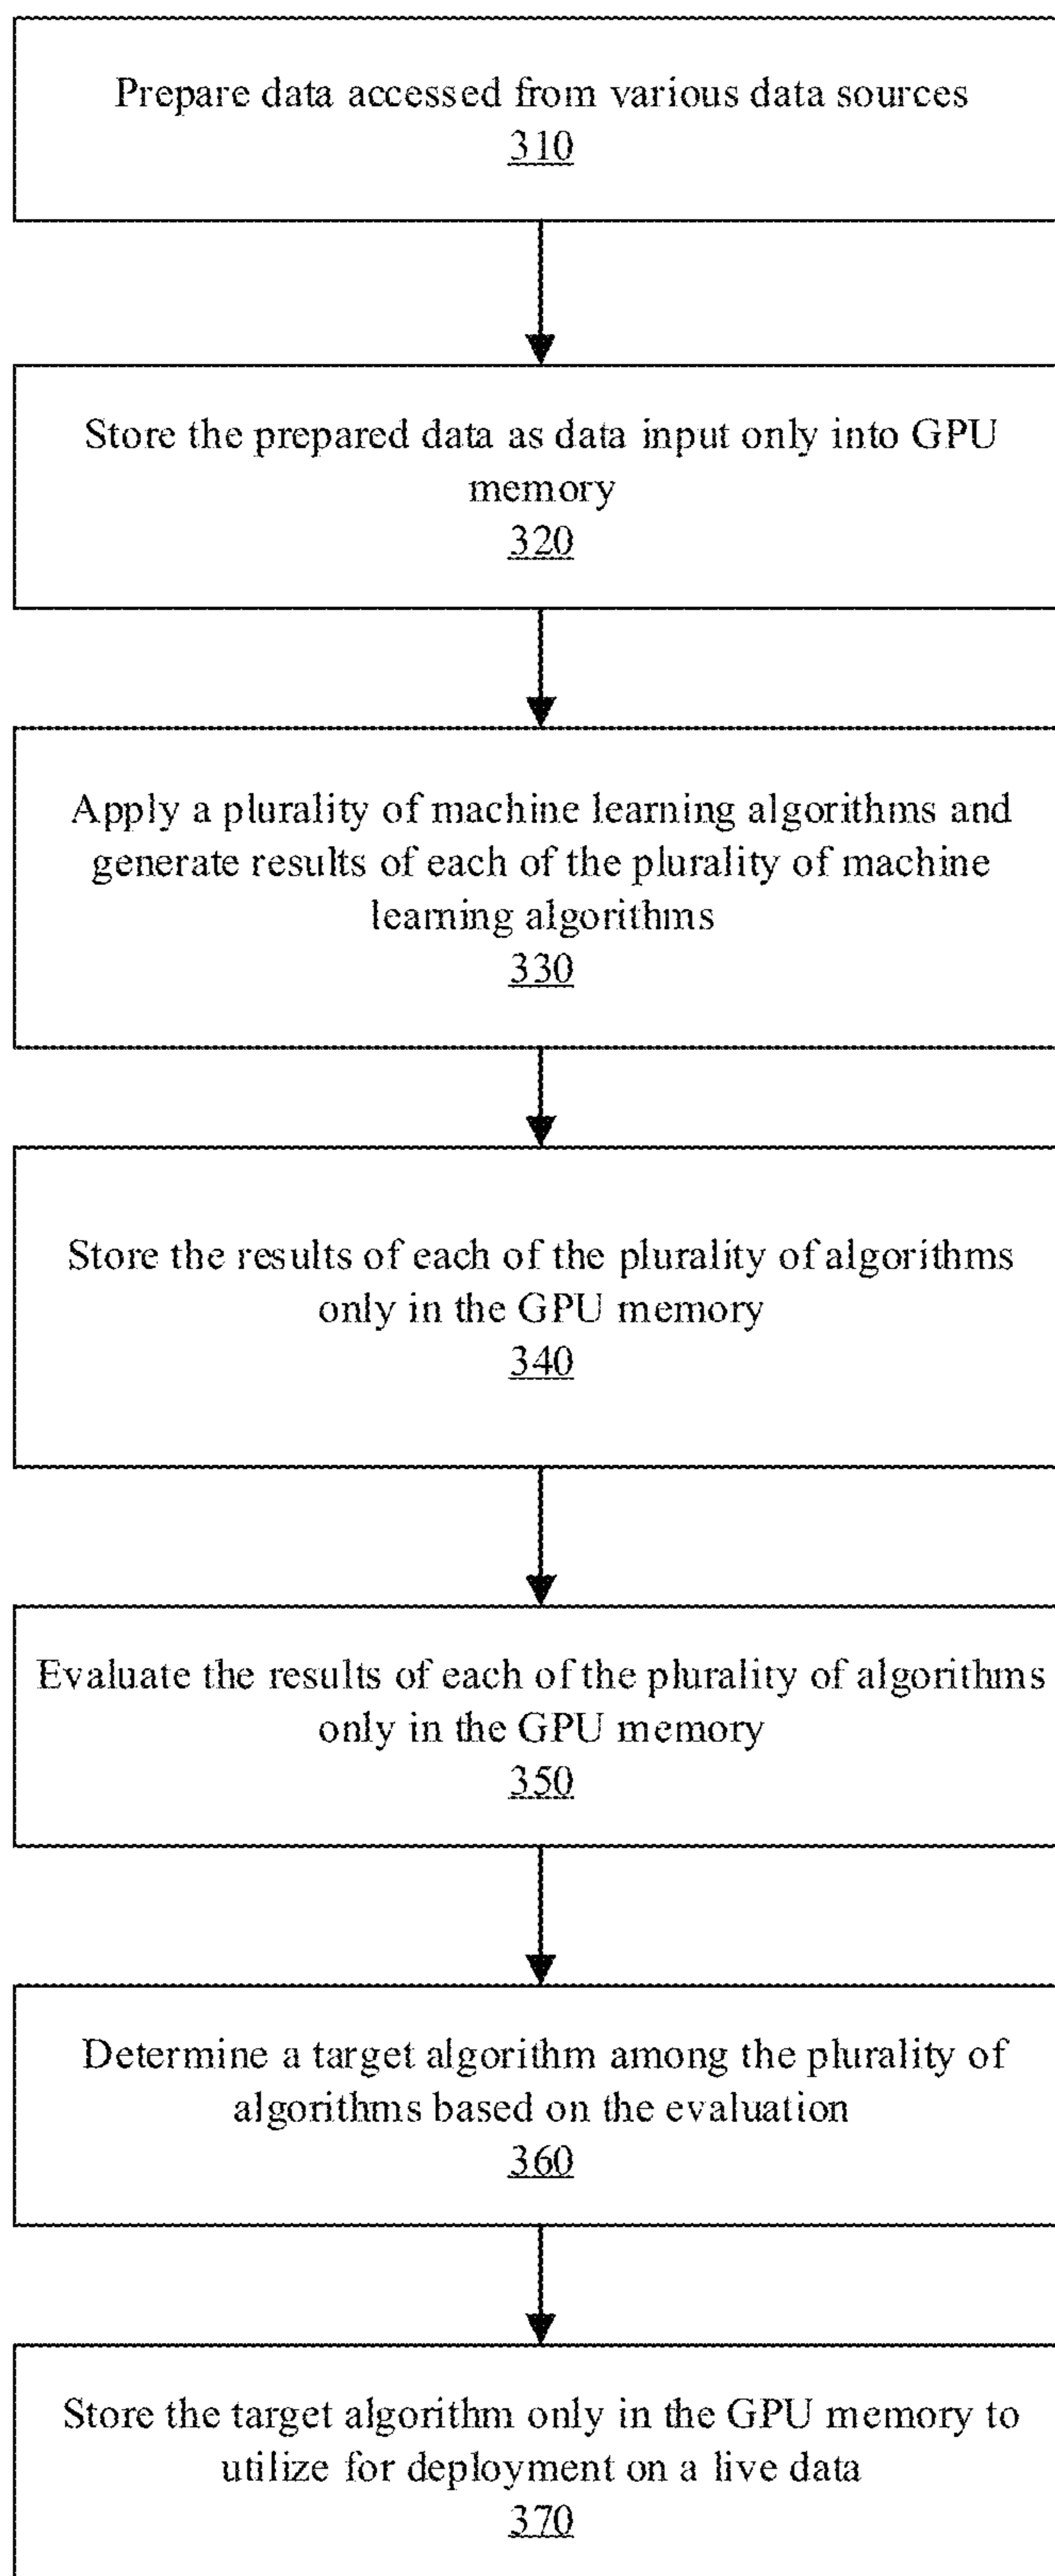 Prepare data accessed from various data sources
310
Store the prepared data as data input only into GPU
memory
320
Apply a plurality of machine learning algorithms and
generate results of each of the plurality of machine
learning algorithms
330
Store the results of each of the plurality of algorithms
only in the GPU memory
340
Evaluate the results of each of the plurality of algorithms
only in the GPU memory
350
Determine a target algorithm among the plurality of
algorithms based on the evaluation
360
Store the target algorithm only in the GPU memory to
utilize for deployment on a live data
370